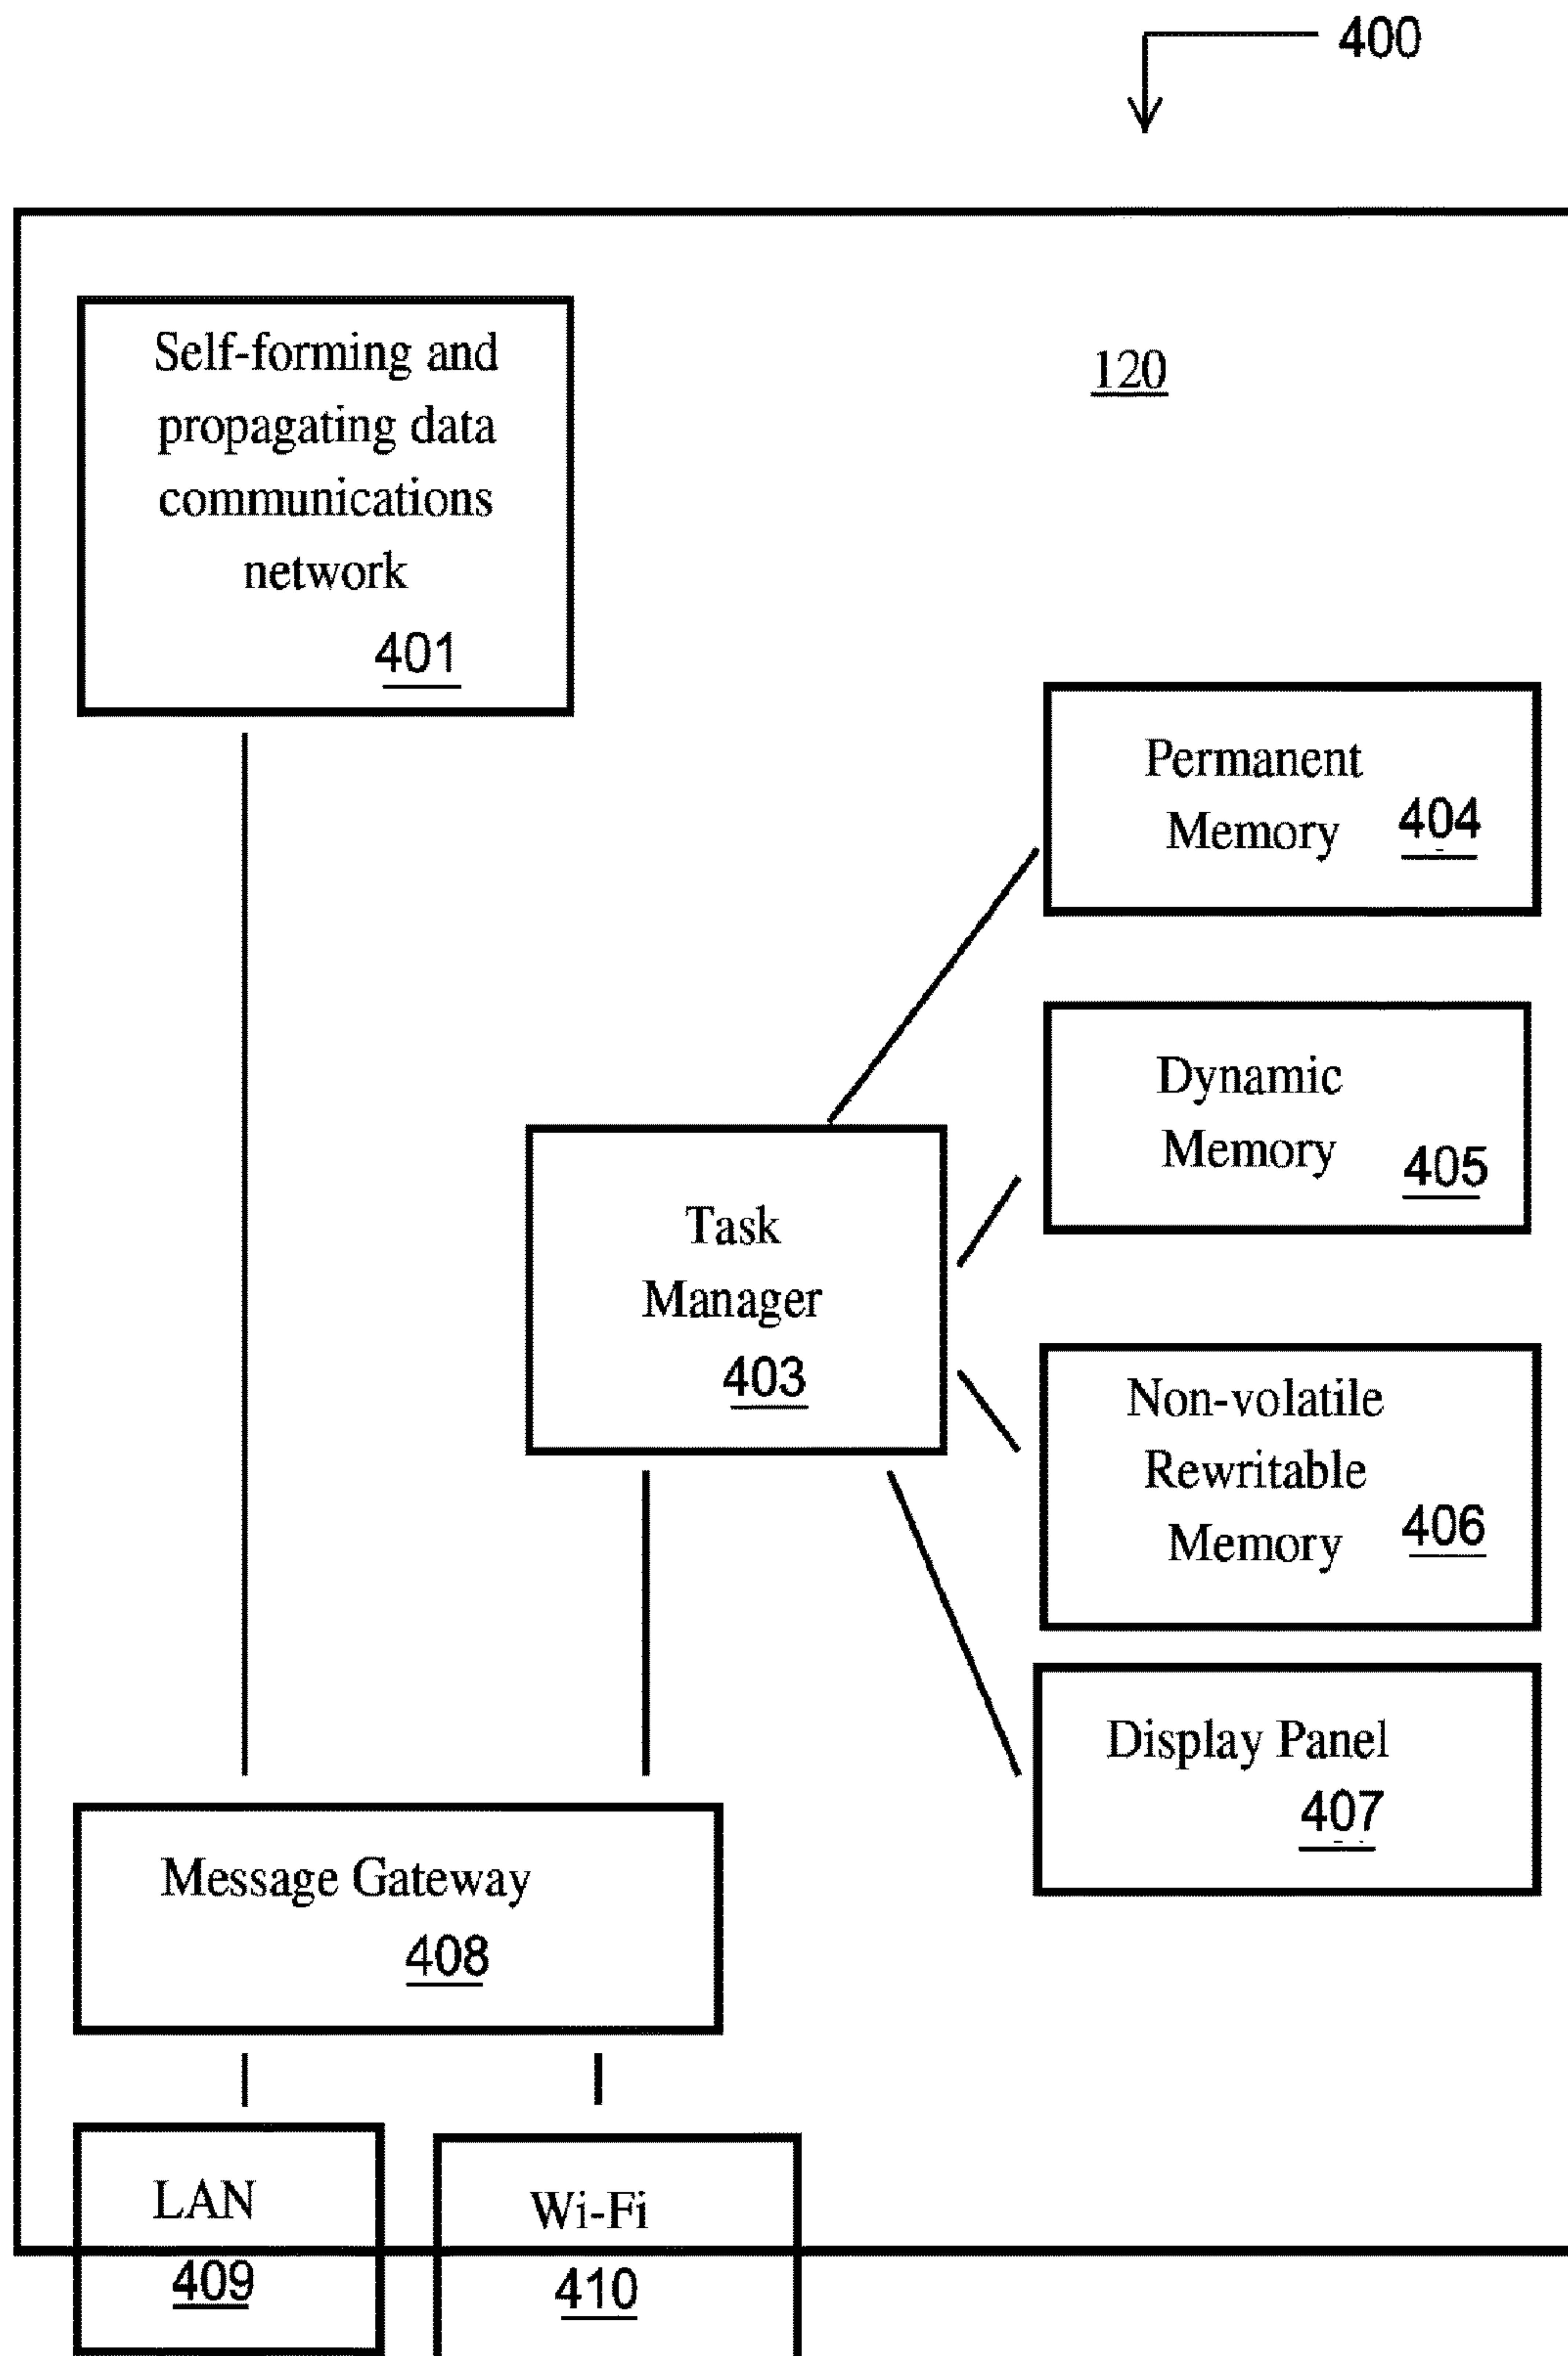 400
Self-forming and
propagating data
communications
network
401
120
Permanent
Memory 404
Dynamic
Memory 405
Task
Manager
403
Non-volatile
Rewritable
Memory 406
Display Panel
407
Message Gateway
408
LAN
409
Wi-Fi
410